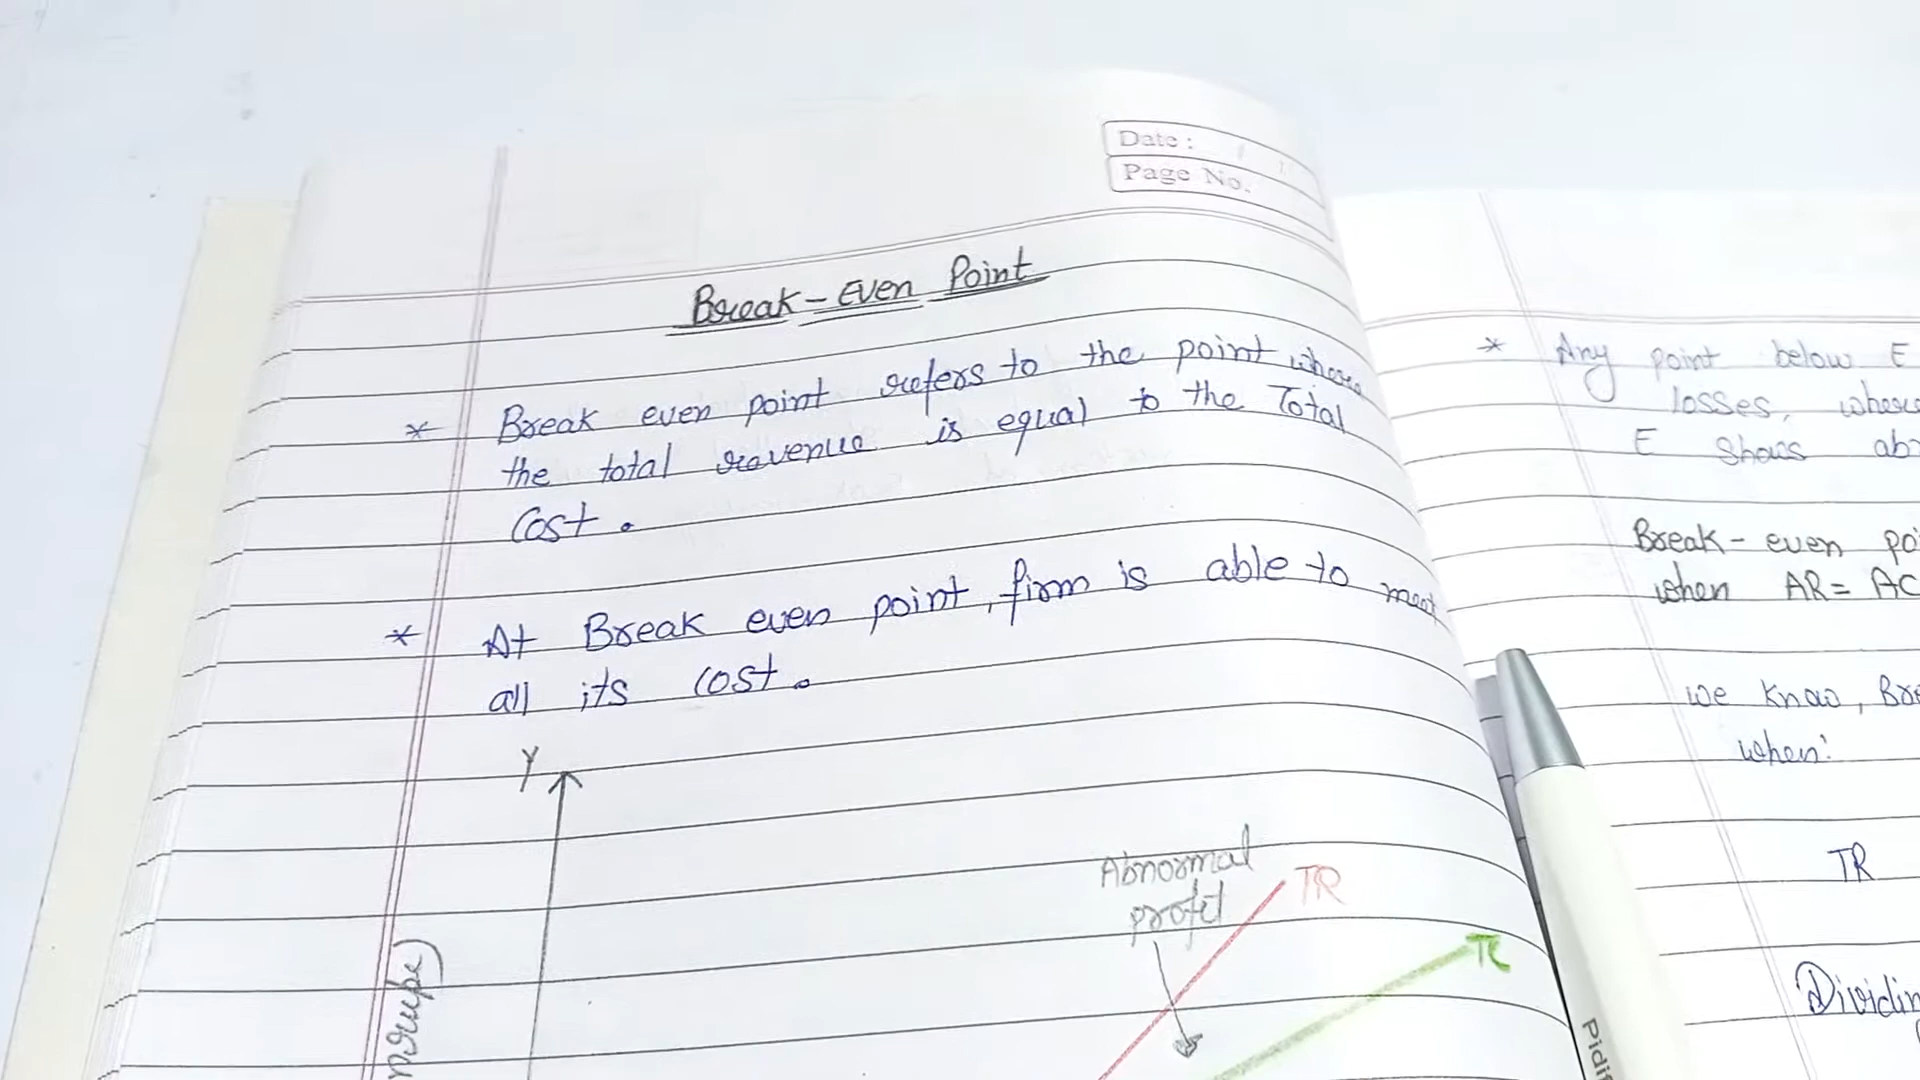 Date :
Page No.
Break-Even Point
* Break even point refers to the point where
the total revenue is equal to the Total
Cost.
* At Break even point, firm is able to meet
all its cost.
Y
Abnormal
profit
TR
TC
* Any point below E
losses, where
E shows
Break-even
when AR= AC
we know,
when:
TR